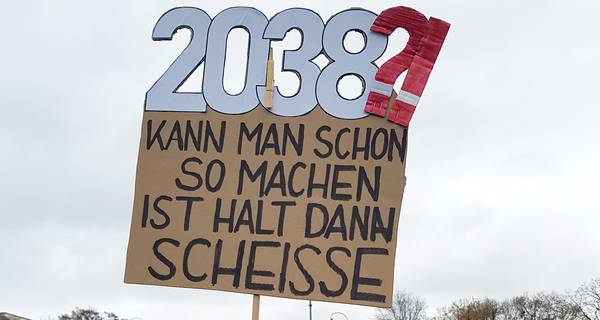 2038?!
KANN MAN SCHON
SO MACHEN
IST HALT DANN
SCHEISSE